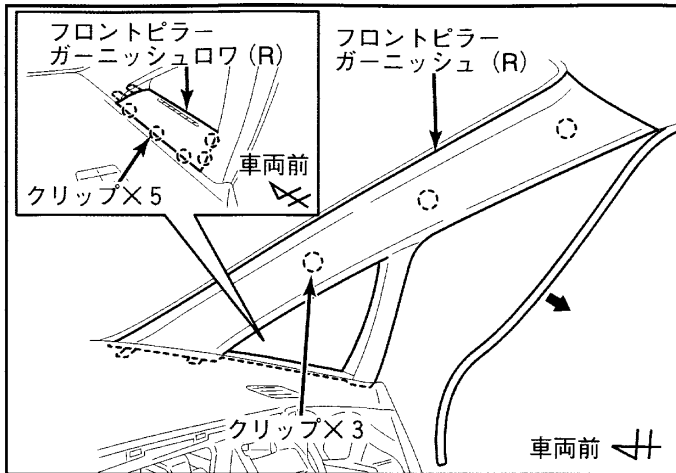 フロントピラー
ガーニッシュロワ(R)
車両前
クリップ×5
フロントピラー
ガーニッシュ(R)
クリップ×3
車両前